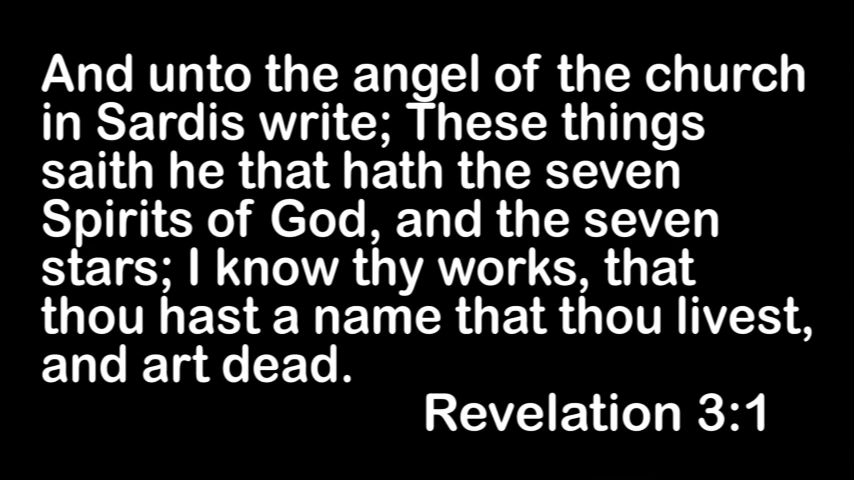 And unto the angel of the church
in Sardis write; These things
saith he that hath the seven
Spirits of God, and the seven
stars; I know thy works, that
thou hast a name that thou livest,
and art dead.
Revelation 3:1